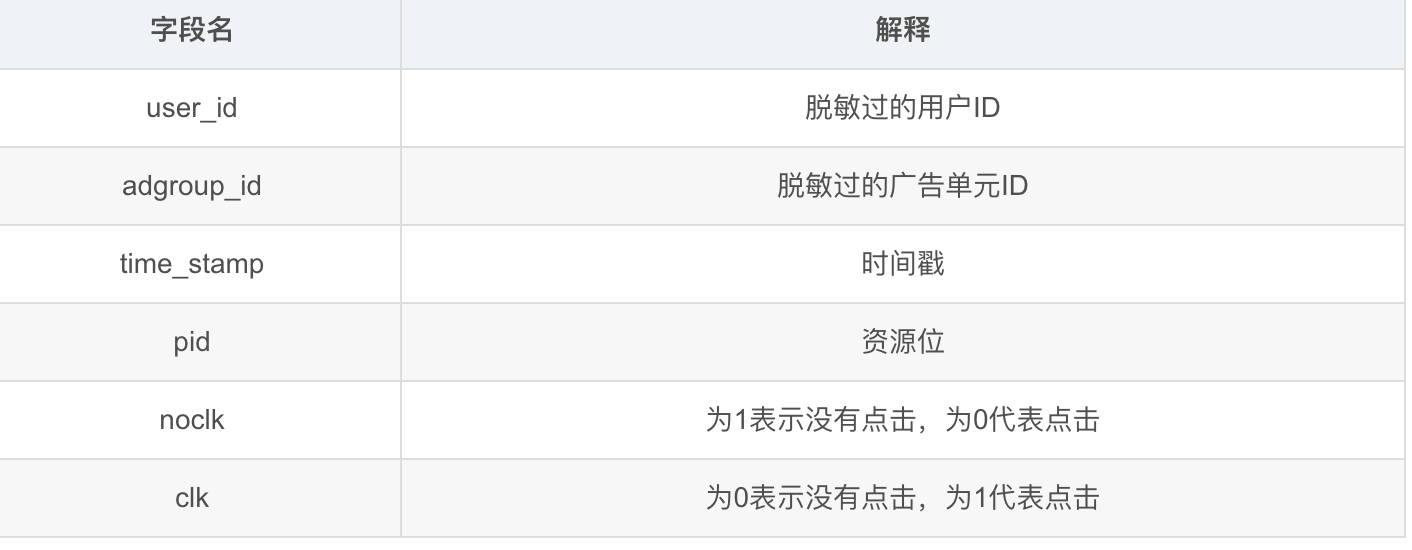 字段名 解释
user_id 脱敏过的用户ID
adgroup_id 脱敏过的广告单元ID
time_stamp 时间戳
pid 资源位
noclk 为1表示没有点击，为0代表点击
clk 为0表示没有点击，为1代表点击